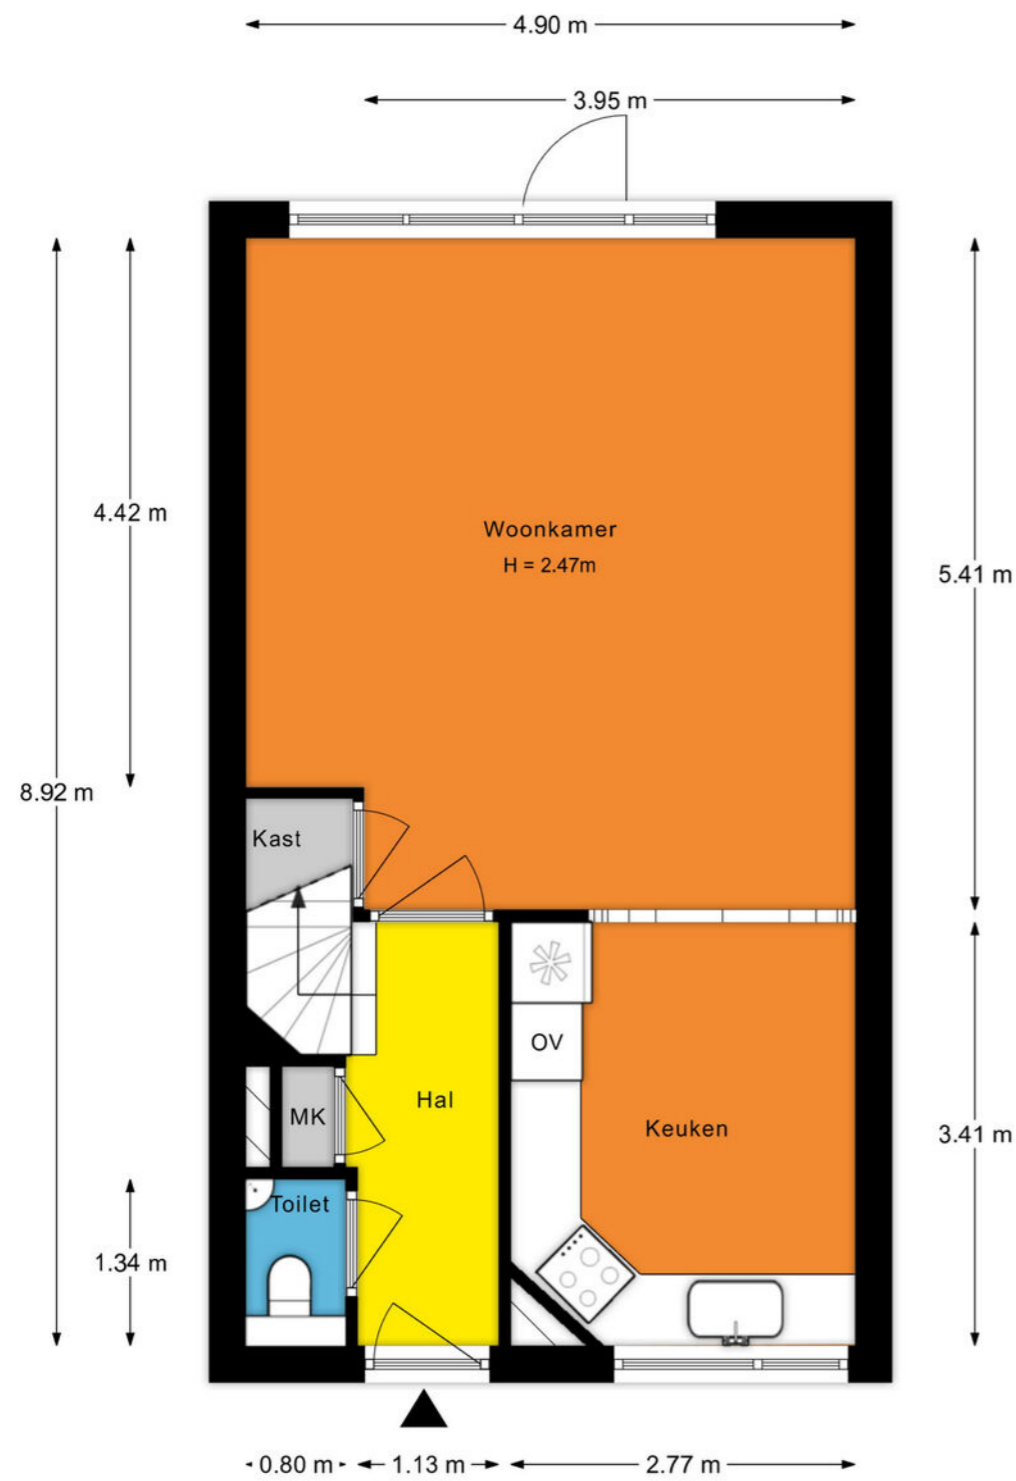 4.90 m
3.95 m
Woonkamer
H = 2.47m
4.42 m
5.41 m
8.92 m
Kast
OV
Hal
MK
Keuken
3.41 m
Toilet
1.34 m
0.80 m
1.13 m
2.77 m